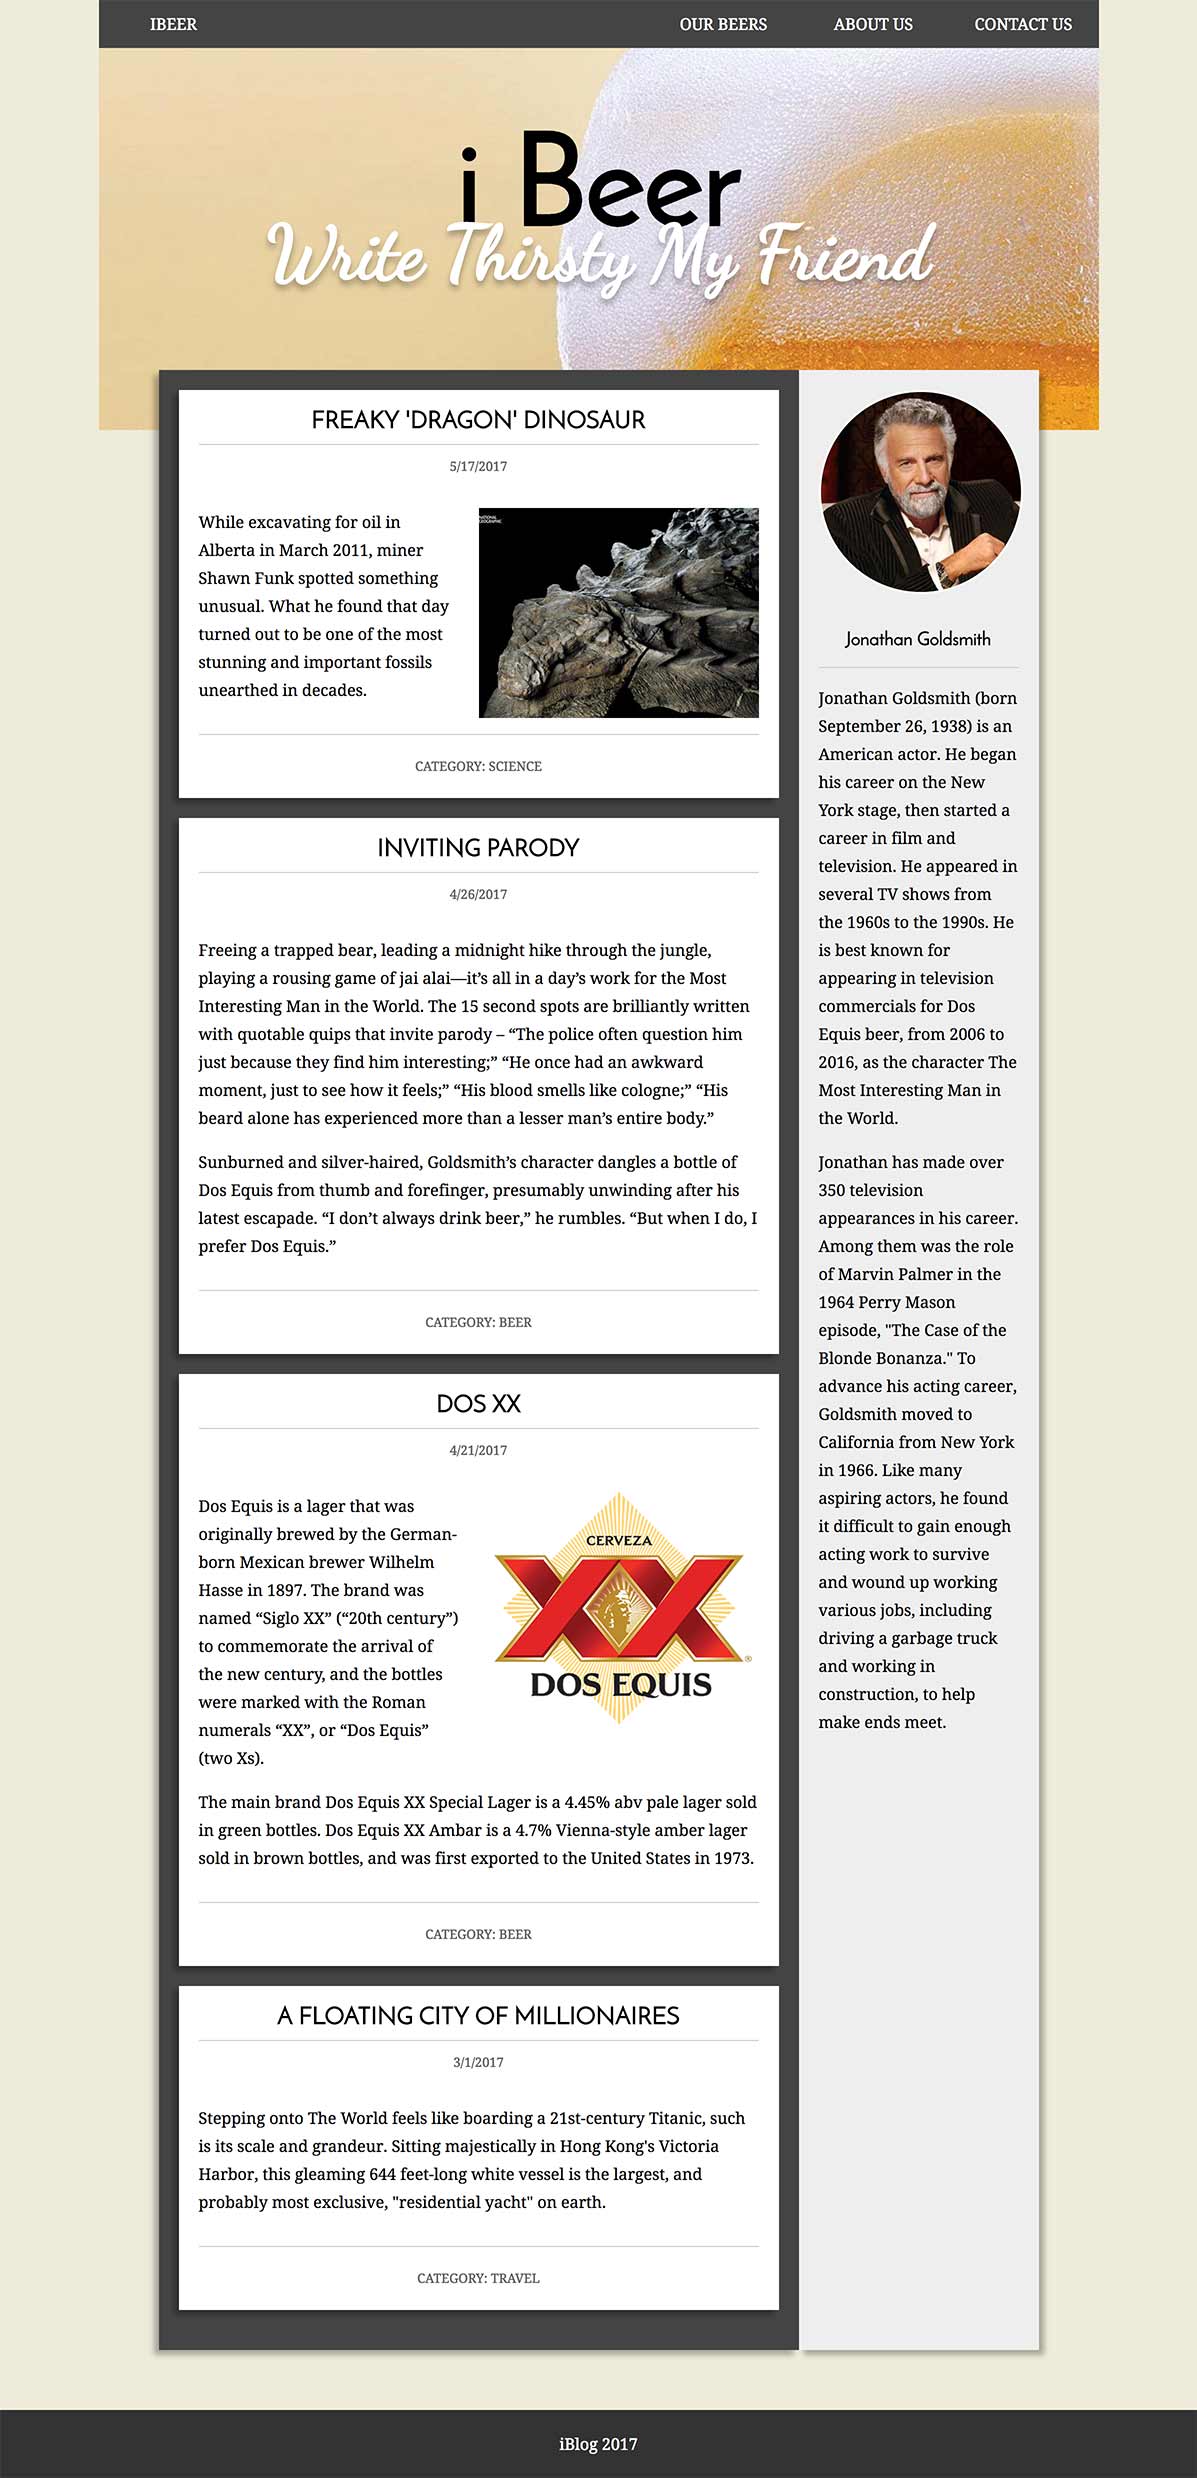 IBEER
OUR BEERS
ABOUT US
CONTACT US
i Beer
Write Thirsty My Friend
FREAKY 'DRAGON' DINOSAUR
5/17/2017
While excavating for oil in
Alberta in March 2011, miner
Shawn Funk spotted something
unusual. What he found that day
turned out to be one of the most
stunning and important fossils
unearthed in decades.
NATIONAL
GEOGRAPHIC
CATEGORY: SCIENCE
INVITING PARODY
4/26/2017
Freeing a trapped bear, leading a midnight hike through the jungle,
playing a rousing game of jai alai—it’s all in a day’s work for the Most
Interesting Man in the World. The 15 second spots are brilliantly written
with quotable quips that invite parody – “The police often question him
just because they find him interesting;” “He once had an awkward
moment, just to see how it feels;” “His blood smells like cologne;” “His
beard alone has experienced more than a lesser man’s entire body.”
Sunburned and silver-haired, Goldsmith’s character dangles a bottle of
Dos Equis from thumb and forefinger, presumably unwinding after his
latest escapade. “I don’t always drink beer,” he rumbles. “But when I do, I
prefer Dos Equis.”
CATEGORY: BEER
DOS XX
4/21/2017
Dos Equis is a lager that was
originally brewed by the German-
born Mexican brewer Wilhelm
Hasse in 1897. The brand was
named “Siglo XX” (“20th century”)
to commemorate the arrival of
the new century, and the bottles
were marked with the Roman
numerals “XX”, or “Dos Equis”
(two Xs).
CERVEZA
XX
®
DOS EQUIS
The main brand Dos Equis XX Special Lager is a 4.45% abv pale lager sold
in green bottles. Dos Equis XX Ambar is a 4.7% Vienna-style amber lager
sold in brown bottles, and was first exported to the United States in 1973.
CATEGORY: BEER
A FLOATING CITY OF MILLIONAIRES
3/1/2017
Stepping onto The World feels like boarding a 21st-century Titanic, such
is its scale and grandeur. Sitting majestically in Hong Kong's Victoria
Harbor, this gleaming 644 feet-long white vessel is the largest, and
probably most exclusive, "residential yacht" on earth.
CATEGORY: TRAVEL
Jonathan Goldsmith
Jonathan Goldsmith (born
September 26, 1938) is an
American actor. He began
his career on the New
York stage, then started a
career in film and
television. He appeared in
several TV shows from
the 1960s to the 1990s. He
is best known for
appearing in television
commercials for Dos
Equis beer, from 2006 to
2016, as the character The
Most Interesting Man in
the World.
Jonathan has made over
350 television
appearances in his career.
Among them was the role
of Marvin Palmer in the
1964 Perry Mason
episode, "The Case of the
Blonde Bonanza." To
advance his acting career,
Goldsmith moved to
California from New York
in 1966. Like many
aspiring actors, he found
it difficult to gain enough
acting work to survive
and wound up working
various jobs, including
driving a garbage truck
and working in
construction, to help
make ends meet.
iBlog 2017